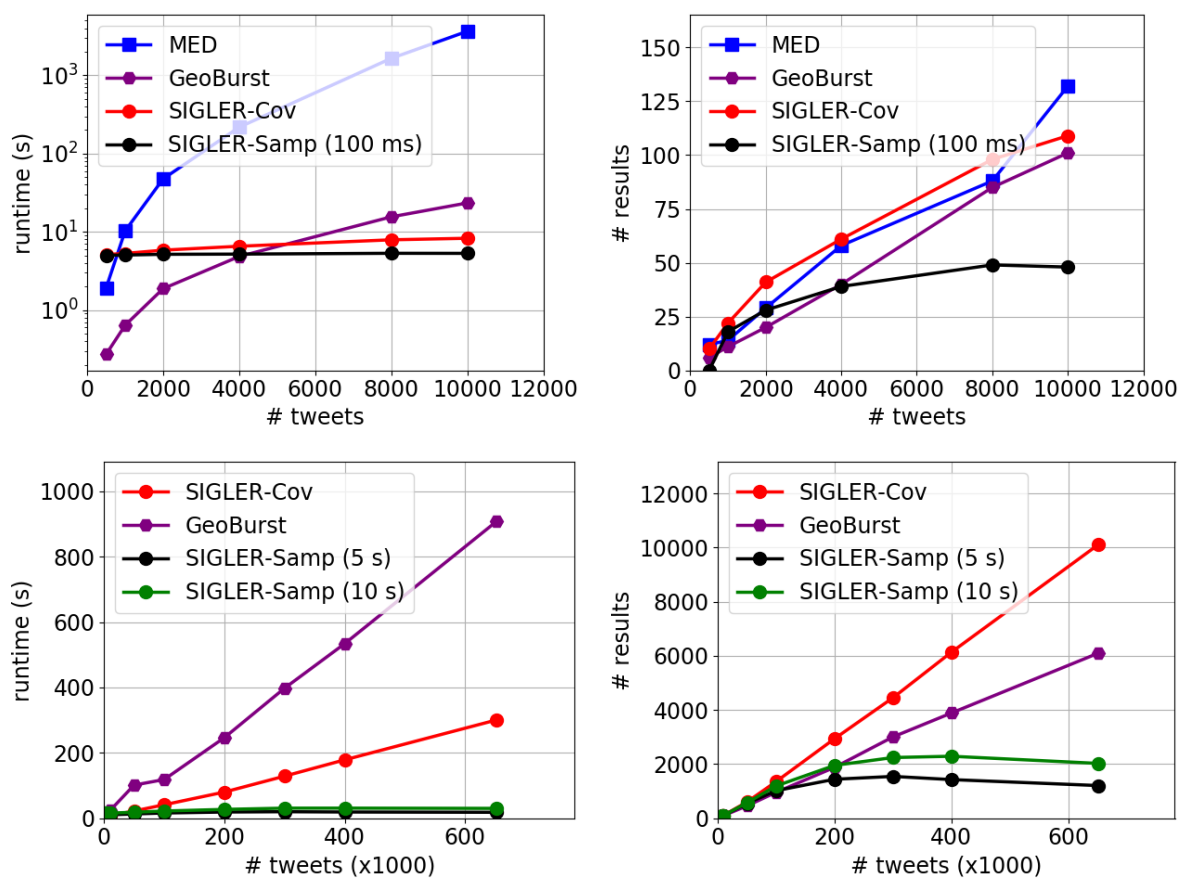 MED
GeoBurst
SIGLER-Cov
SIGLER-Samp (100 ms)
10^3
10^2
10^1
10^0
runtime (s)
0 2000 4000 6000 8000 10000 12000
# tweets
MED
GeoBurst
SIGLER-Cov
SIGLER-Samp (100 ms)
150
125
100
75
50
25
0
# results
0 2000 4000 6000 8000 10000 12000
# tweets
SIGLER-Cov
GeoBurst
SIGLER-Samp (5 s)
SIGLER-Samp (10 s)
1000
800
600
400
200
0
runtime (s)
0 200 400 600
# tweets (x1000)
SIGLER-Cov
GeoBurst
SIGLER-Samp (5 s)
SIGLER-Samp (10 s)
12000
10000
8000
6000
4000
2000
0
# results
0 200 400 600
# tweets (x1000)